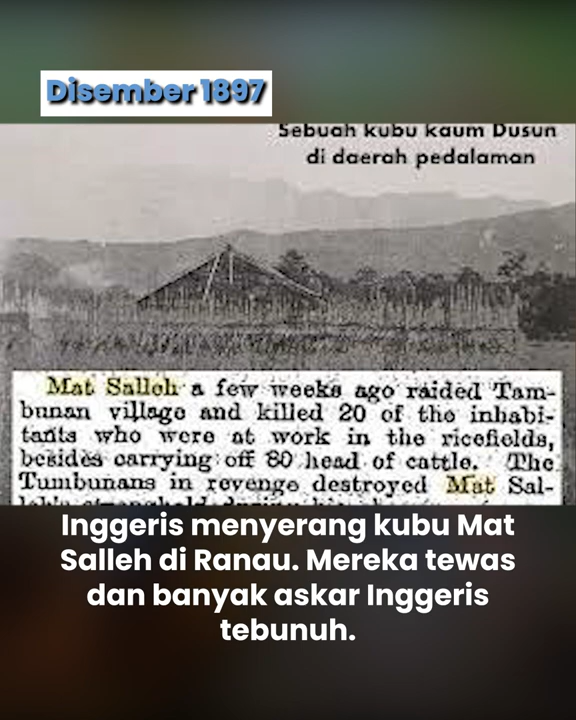 Disember 1897
Sebuah kubu kaum Dusun
di daerah pedalaman
Mat Salleh a few weeks ago raided Tam-
bunan village and killed 20 of the inhabi-
tants who were at work in the ricefields,
besides carrying off 80 head of cattle. The
Tumbunans in revenge destroyed Mat Sal-
Inggeris menyerang kubu Mat
Salleh di Ranau. Mereka tewas
dan banyak askar Inggeris
tebunuh.